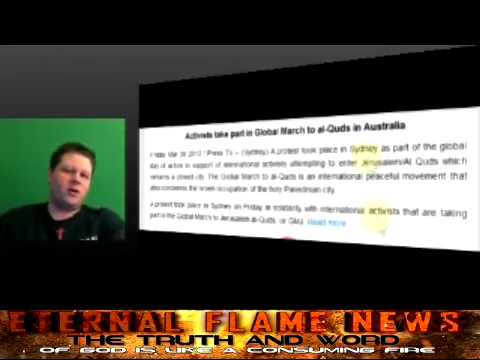 Activists take part in Global March to al-Quds in Australia
Friday, Mar 30 2012 / Press Tv – (Sydney) A protest took place in Sydney as part of the global
day of action in support of international activists attempting to enter Jerusalem/Al Quds which
remains a closed city. The Global March to al-Quds is an international peaceful movement that
also condemns the Israeli occupation of the holy Palestinian city.
A protest took place in Sydney on Friday in solidarity with international activists that are taking
part in the Global March to Jerusalem al-Quds, or GMJ. Read more
ETERNAL FLAME NEWS
THE TRUTH AND WORD
OF GOD IS LIKE A CONSUMING FIRE